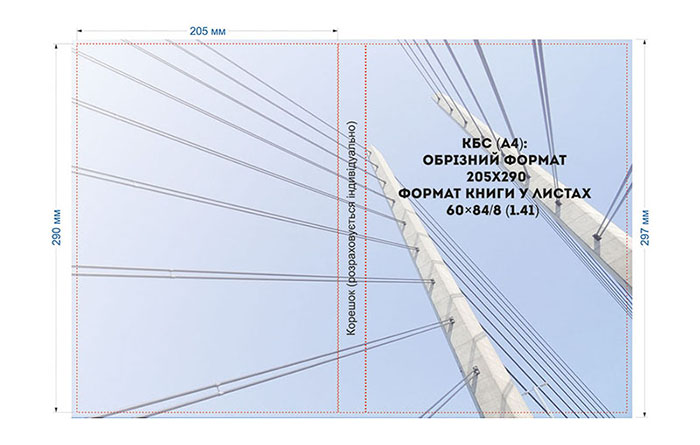 205 мм
290 мм
Корешок (розраховується індивідуально)
КБС (А4):
ОБРІЗНИЙ ФОРМАТ
205Х290
ФОРМАТ КНИГИ У ЛИСТАХ
60×84/8 (1.41)
297 мм